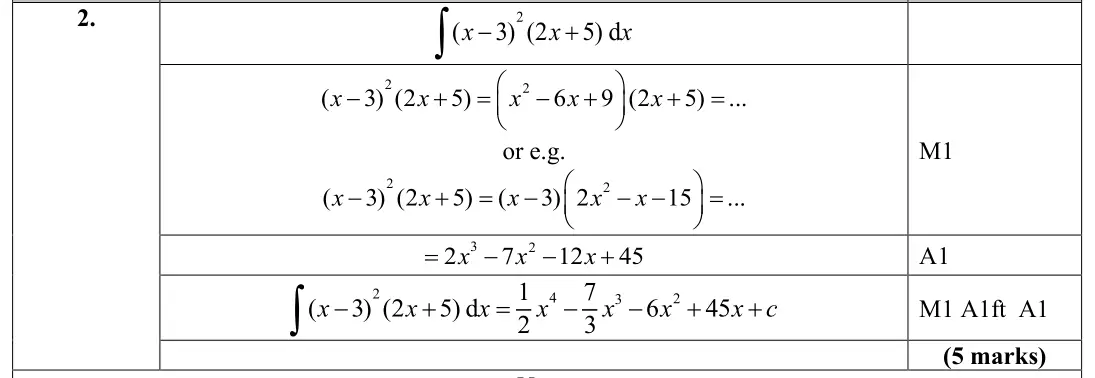 2.
∫(x−3)²(2x+5) dx
(x−3)²(2x+5) = (x²−6x+9)(2x+5) = ...
or e.g.
M1
(x−3)²(2x+5) = (x−3)(2x²−x−15) = ...
= 2x³−7x²−12x+45
A1
∫(x−3)²(2x+5) dx = 1/2 x⁴ − 7/3 x³ − 6x² + 45x + c
M1 A1ft A1
(5 marks)